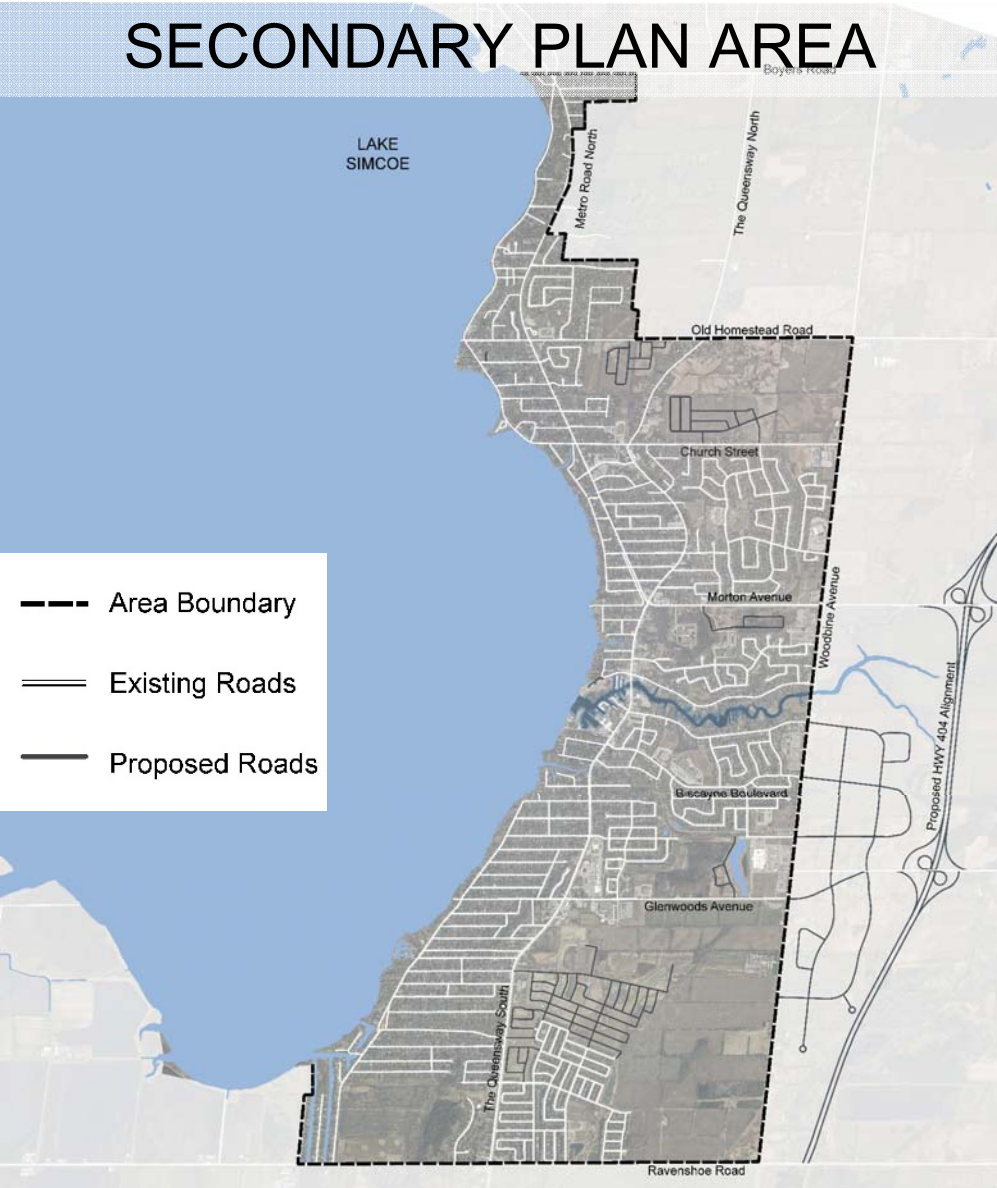 SECONDARY PLAN AREA
Boyers Road
LAKE
SIMCOE
Metro Road North
The Queensway North
Old Homestead Road
Church Street
Area Boundary
Existing Roads
Proposed Roads
Morton Avenue
Woodbine Avenue
Proposed HWY 404 Alignment
Biscayne Boulevard
Glenwoods Avenue
The Queensway South
Ravenshoe Road